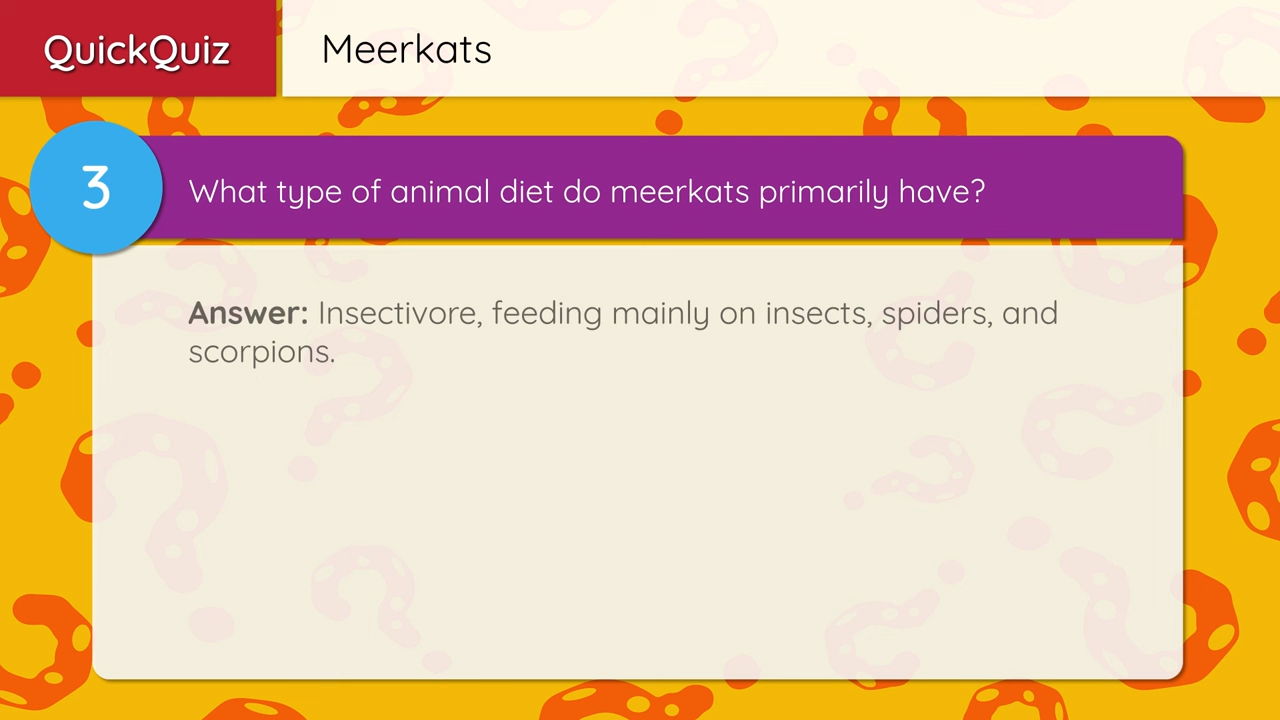 QuickQuiz
Meerkats
3
What type of animal diet do meerkats primarily have?
Answer: Insectivore, feeding mainly on insects, spiders, and
scorpions.